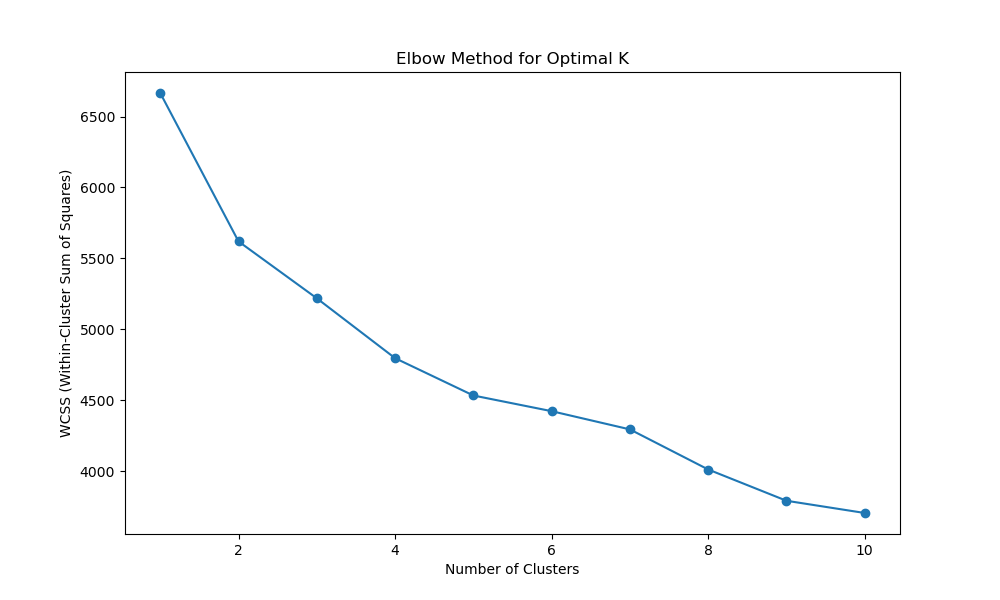 Elbow Method for Optimal K
WCSS (Within-Cluster Sum of Squares)
6500
6000
5500
5000
4500
4000
2 4 6 8 10
Number of Clusters